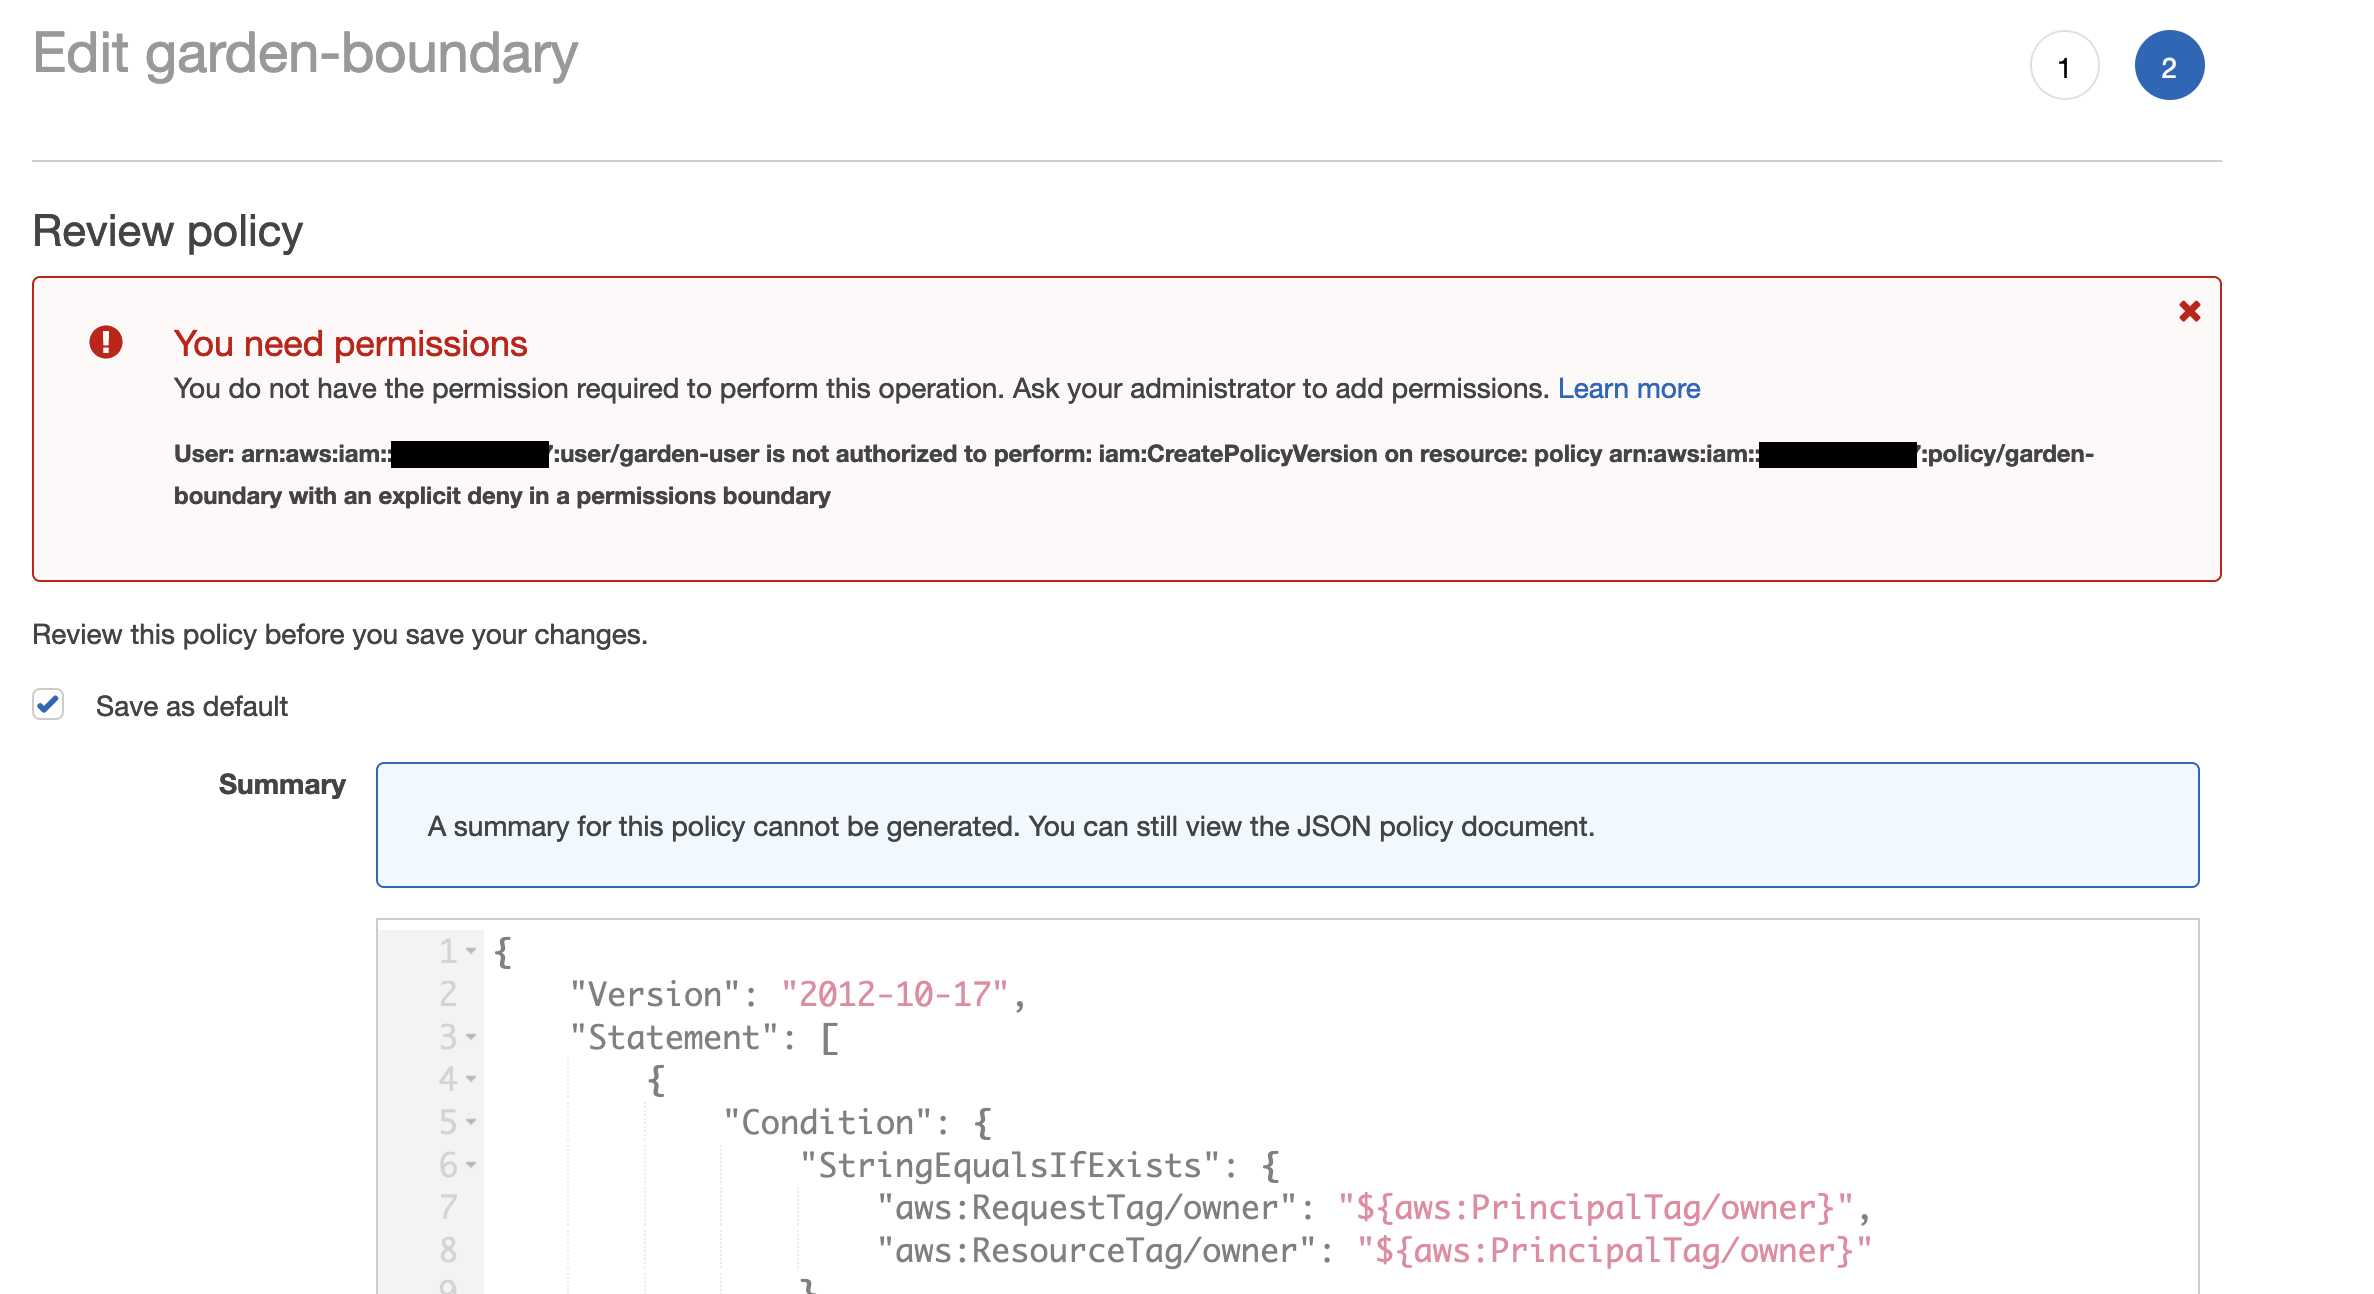 Edit garden-boundary
1
2
Review policy
You need permissions
You do not have the permission required to perform this operation. Ask your administrator to add permissions. Learn more
User: arn:aws:iam:: :user/garden-user is not authorized to perform: iam:CreatePolicyVersion on resource: policy arn:aws:iam:: :policy/garden-
boundary with an explicit deny in a permissions boundary
Review this policy before you save your changes.
Save as default
Summary
A summary for this policy cannot be generated. You can still view the JSON policy document.
1 {
2 "Version": "2012-10-17",
3 "Statement": [
4 {
5 "Condition": {
6 "StringEqualsIfExists": {
7 "aws:RequestTag/owner": "${aws:PrincipalTag/owner}",
8 "aws:ResourceTag/owner": "${aws:PrincipalTag/owner}"
9 }